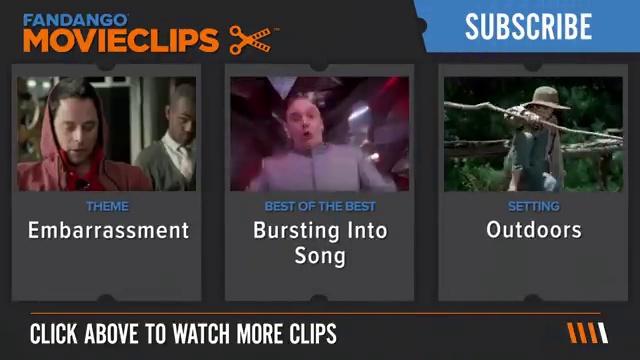 FANDANGO
MOVIECLIPS
SUBSCRIBE
THEME
Embarrassment
BEST OF THE BEST
Bursting Into
Song
SETTING
Outdoors
CLICK ABOVE TO WATCH MORE CLIPS